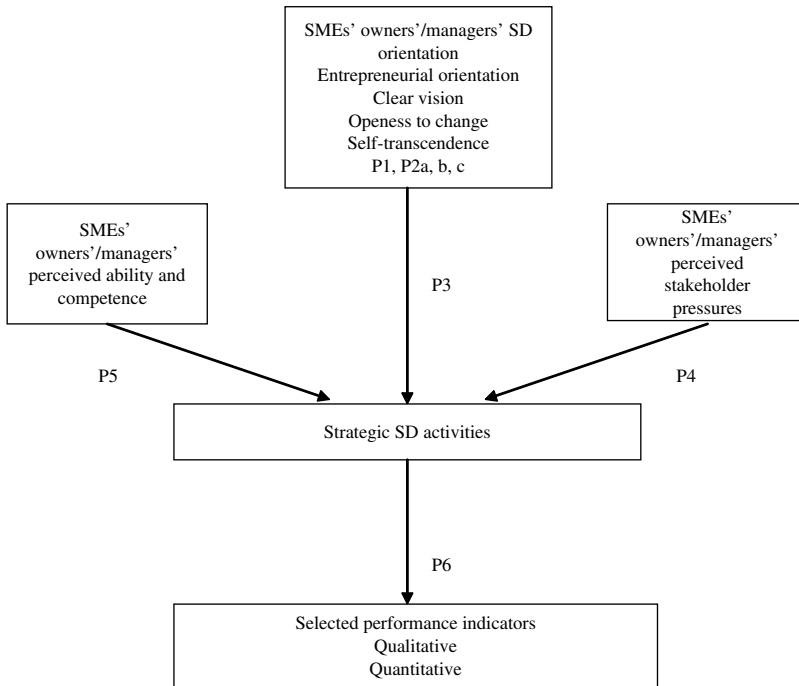 SMEs' owners'/managers' SD
orientation
Entrepreneurial orientation
Clear vision
Openess to change
Self-transcendence
P1, P2a, b, c
SMEs'
owners'/managers'
perceived ability and
competence
SMEs'
owners'/managers'
perceived
stakeholder
pressures
P3
P5
P4
Strategic SD activities
P6
Selected performance indicators
Qualitative
Quantitative